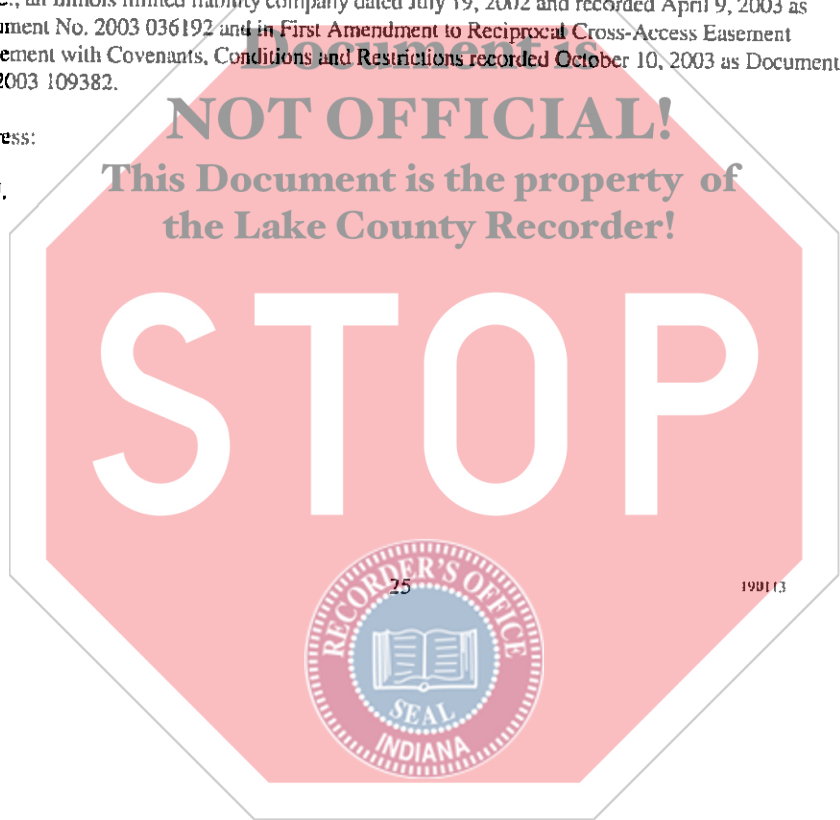 an Illinois limited liability company dated July 19, 2002 and recorded April 9, 2003 as
ument No. 2003 036192 and in First Amendment to Reciprocal Cross-Access Easement
ement with Covenants, Conditions and Restrictions recorded October 10, 2003 as Document
2003 109382.
Document is
NOT OFFICIAL!
ress:
This Document is the property of
the Lake County Recorder!
STOP
25
RECORDER'S OFFICE
SEAL
INDIANA